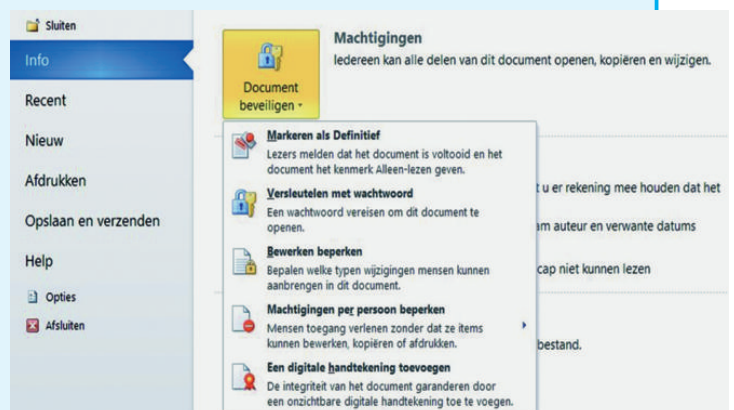 Sluiten
Info
Recent
Nieuw
Afdrukken
Opslaan en verzenden
Help
Opties
Afsluiten
Document
beveiligen
Machtigingen
Iedereen kan alle delen van dit document openen, kopiëren en wijzigen.
Markeren als Definitief
Lezers melden dat het document is voltooid en het
document het kenmerk Alleen-lezen geven.
Versleutelen met wachtwoord
Een wachtwoord vereisen om dit document te
openen.
Bewerken beperken
Bepalen welke typen wijzigingen mensen kunnen
aanbrengen in dit document.
Machtigingen per persoon beperken
Mensen toegang verlenen zonder dat ze items
kunnen bewerken, kopiëren of afdrukken.
Een digitale handtekening toevoegen
De integriteit van het document garanderen door
een onzichtbare digitale handtekening toe te voegen.
t u er rekening mee houden dat het
am auteur en verwante datums
cap niet kunnen lezen
bestand.